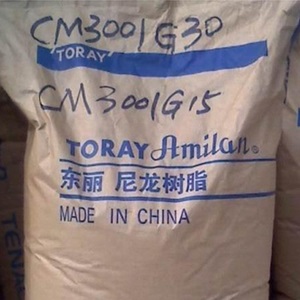 CM3001G30
TORAY
CM3001G15
TORAY Amilan®
东丽 尼龙树脂
MADE IN CHINA